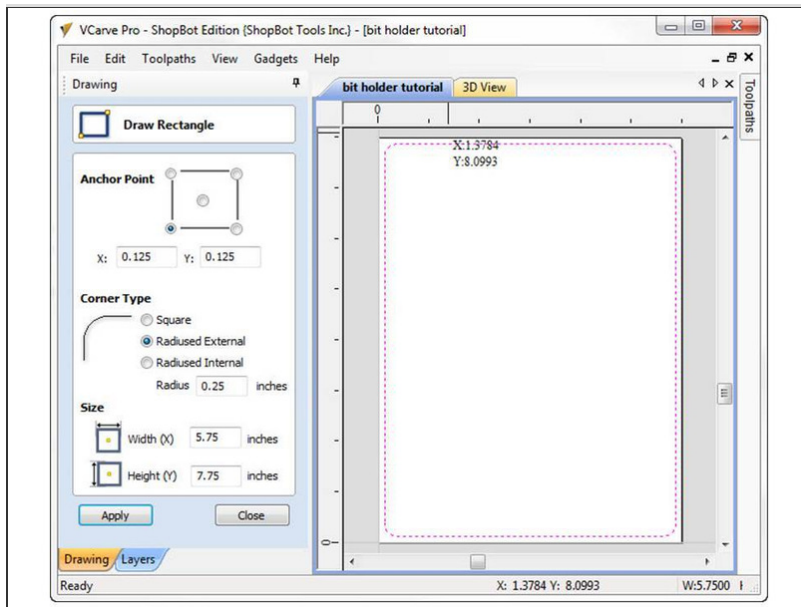 VCarve Pro - ShopBot Edition {ShopBot Tools Inc.} - [bit holder tutorial]
File Edit Toolpaths View Gadgets Help
Drawing
bit holder tutorial 3D View
Toolpaths
Draw Rectangle
0
X:1.3784
Y:8.0993
Anchor Point
X: 0.125 Y: 0.125
Corner Type
Square
Radiused External
Radiused Internal
Radius 0.25 inches
Size
Width (X) 5.75 inches
Height (Y) 7.75 inches
Apply Close
0
Drawing Layers
Ready X: 1.3784 Y: 8.0993 W:5.7500